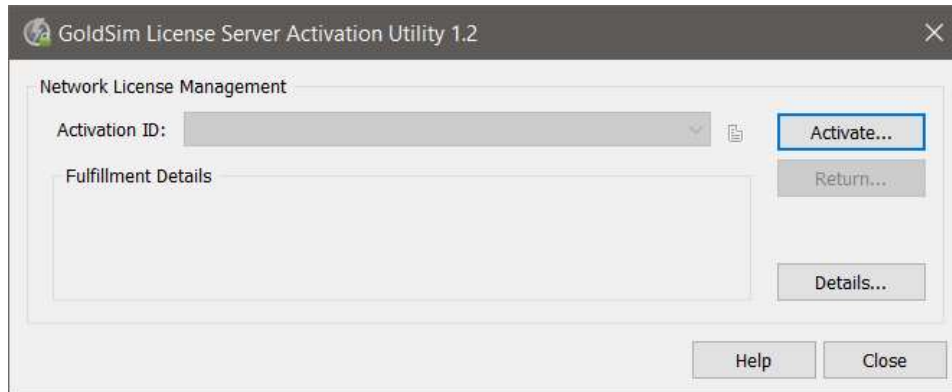 GoldSim License Server Activation Utility 1.2
Network License Management
Activation ID:
Activate...
Fulfillment Details
Return...
Details...
Help
Close